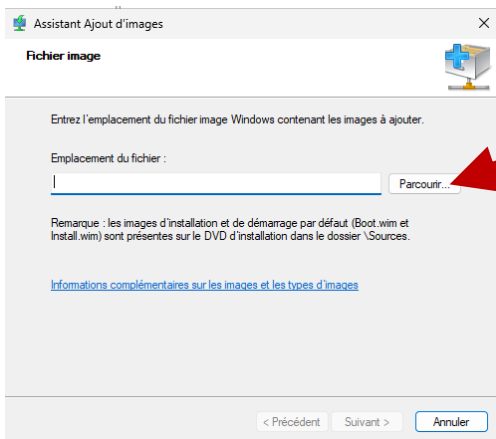 Assistant Ajout d'images
Fichier image
Entrez l'emplacement du fichier image Windows contenant les images à ajouter.
Emplacement du fichier :
Parcourir...
Remarque : les images d'installation et de démarrage par défaut (Boot.wim et
Install.wim) sont présentes sur le DVD d'installation dans le dossier \Sources.
Informations complémentaires sur les images et les types d'images
< Précédent Suivant > Annuler